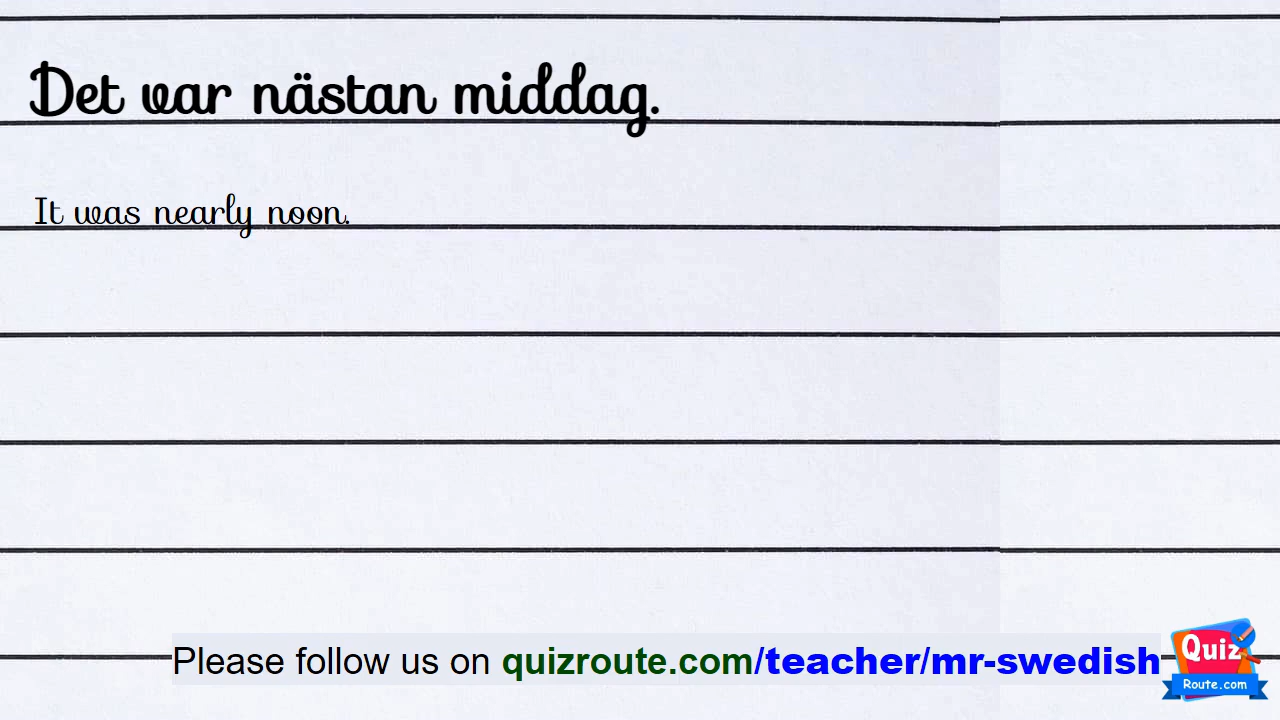 Det var nästan middag.
It was nearly noon.
Please follow us on quizroute.com/teacher/mr-swedish
Quiz
Route.com